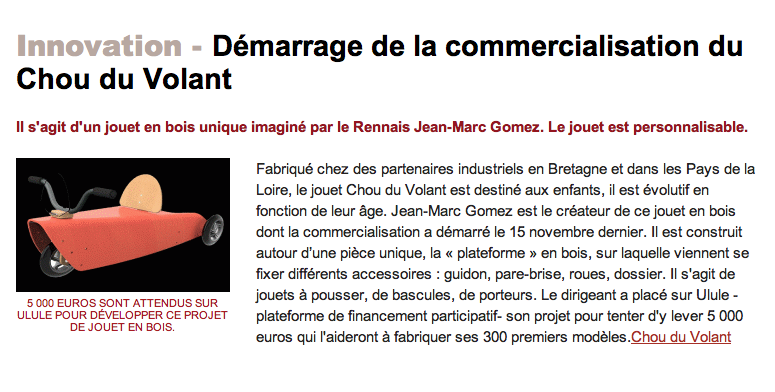 Innovation - Démarrage de la commercialisation du
Chou du Volant
Il s'agit d'un jouet en bois unique imaginé par le Rennais Jean-Marc Gomez. Le jouet est personnalisable.
5 000 EUROS SONT ATTENDUS SUR
ULULE POUR DÉVELOPPER CE PROJET
DE JOUET EN BOIS.
Fabriqué chez des partenaires industriels en Bretagne et dans les Pays de la
Loire, le jouet Chou du Volant est destiné aux enfants, il est évolutif en
fonction de leur âge. Jean-Marc Gomez est le créateur de ce jouet en bois
dont la commercialisation a démarré le 15 novembre dernier. Il est construit
autour d'une pièce unique, la « plateforme » en bois, sur laquelle viennent se
fixer différents accessoires : guidon, pare-brise, roues, dossier. Il s'agit de
jouets à pousser, de bascules, de porteurs. Le dirigeant a placé sur Ulule -
plateforme de financement participatif- son projet pour tenter d'y lever 5 000
euros qui l'aideront à fabriquer ses 300 premiers modèles.Chou du Volant